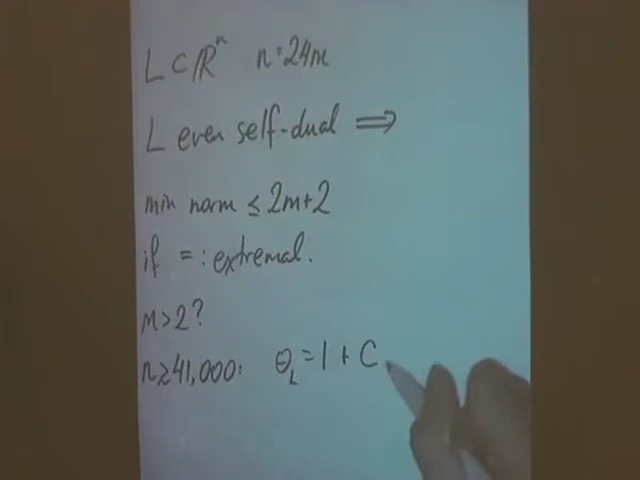 L ⊂ ℝⁿ n=24m
L even self-dual ⟹
min norm ≤ 2m+2
if = : extremal.
m>2?
n≥41,000: θ_L = 1 + C